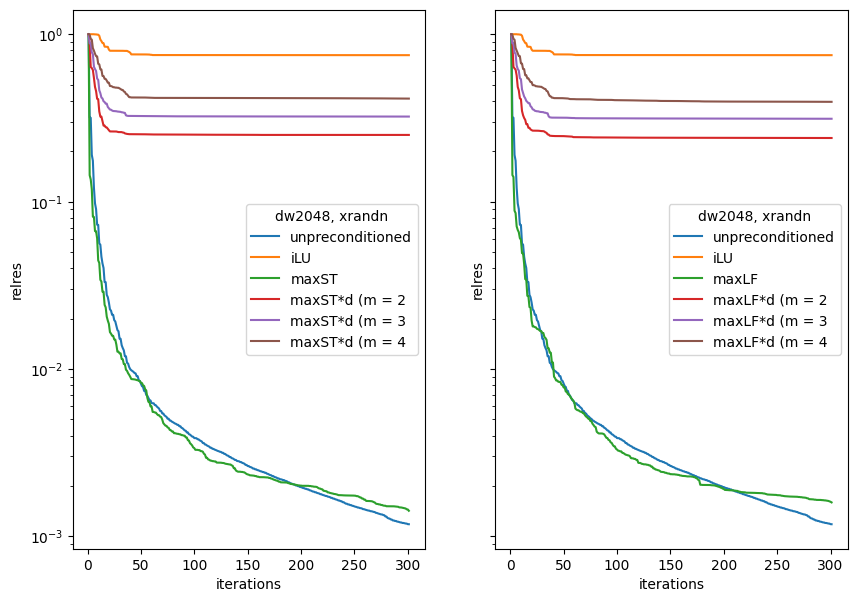 10⁰
10⁻¹
10⁻²
10⁻³
relres
0 50 100 150 200 250 300
iterations
dw2048, xrandn
unpreconditioned
iLU
maxST
maxST*d (m = 2
maxST*d (m = 3
maxST*d (m = 4
relres
0 50 100 150 200 250 300
iterations
dw2048, xrandn
unpreconditioned
iLU
maxLF
maxLF*d (m = 2
maxLF*d (m = 3
maxLF*d (m = 4